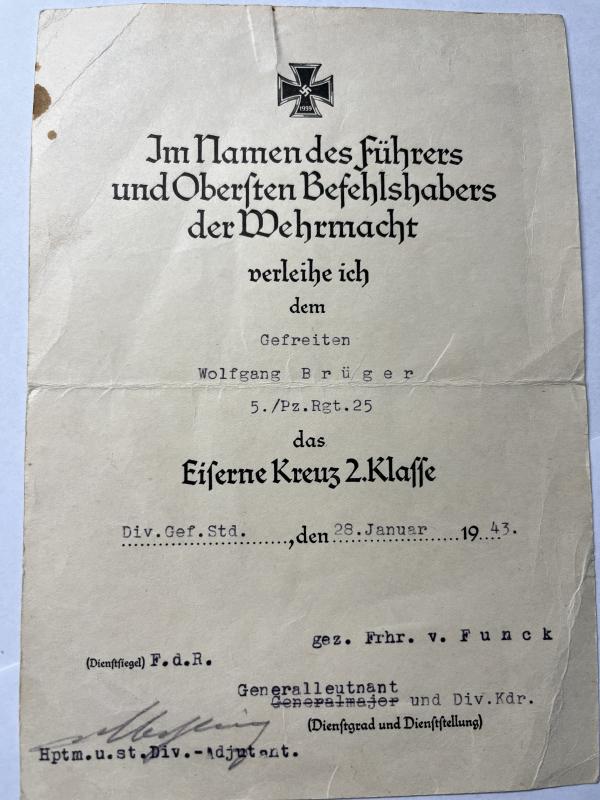 1939
Im Namen des Führers
und Oberſten Befehlshabers
der Wehrmacht
verleihe ich
dem
Gefreiten
Wolfgang B r ü g e r
5./Pz.Rgt.25
das
Eiſerne Kreuz 2.Klaſſe
Div.Gef.Std. ,den 28.Januar 1943.
gez. Frhr. v. F u n c k
(Dienſtſiegel) F.d.R.
Generalleutnant
Generalmajor und Div.Kdr.
(Dienſtgrad und Dienſtſtellung)
Hptm.u.st.Div.-Adjutant.